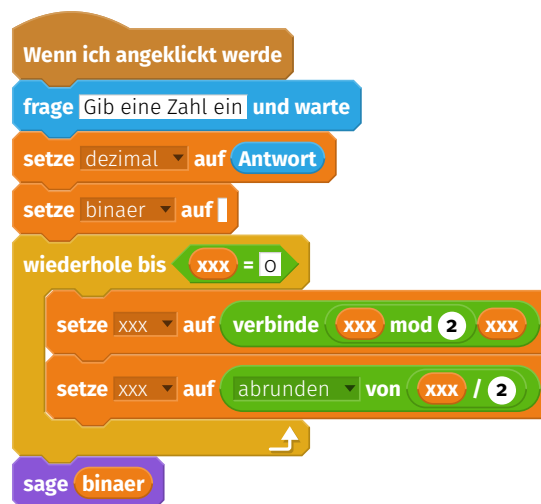 Wenn ich angeklickt werde
frage Gib eine Zahl ein und warte
setze dezimal auf Antwort
setze binaer auf
wiederhole bis xxx = 0
setze xxx auf verbinde xxx mod 2 xxx
setze xxx auf abrunden von xxx / 2
sage binaer